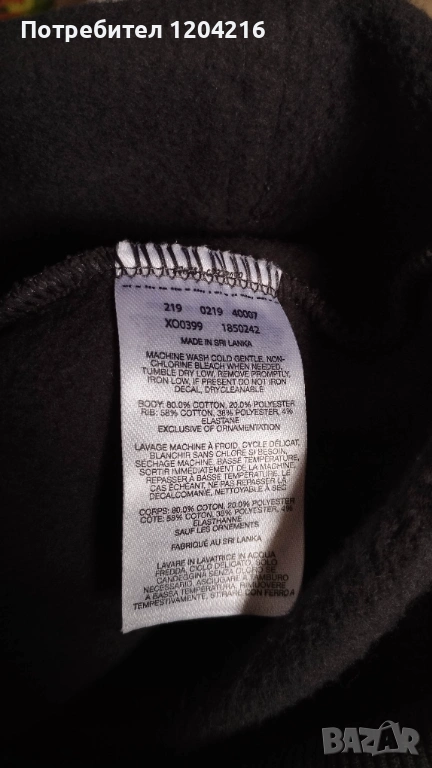 Потребител 1204216
219 0219 40007
XO0399 1850242
MADE IN SRI LANKA
MACHINE WASH COLD GENTLE, NON-
CHLORINE BLEACH WHEN NEEDED,
TUMBLE DRY LOW, REMOVE PROMPTLY,
IRON LOW, IF PRESENT DO NOT IRON
DECAL, DRYCLEANABLE
BODY: 80.0% COTTON, 20.0% POLYESTER
RIB: 58% COTTON, 38% POLYESTER, 4%
ELASTANE
EXCLUSIVE OF ORNAMENTATION
LAVAGE MACHINE À FROID, CYCLE DÉLICAT,
BLANCHIR SANS CHLORE SI BESOIN,
SÉCHAGE MACHINE, BASSE TEMPÉRATURE,
SORTIR IMMÉDIATEMENT DE LA MACHINE,
REPASSER À BASSE TEMPÉRATURE. LE
CAS ÉCHÉANT, NE PAS REPASSER LA
DÉCALCOMANIE, NETTOYABLE À SEC
CORPS: 80.0% COTON, 20.0% POLYESTER
CÔTE: 58% COTON, 38% POLYESTER, 4%
ELASTHANNE
SAUF LES ORNEMENTS
FABRIQUÉ AU SRI LANKA
LAVARE IN LAVATRICE IN ACQUA
FREDDA, CICLO DELICATO, SOLO
CANDEGGINA SENZA CLORO SE
NECESSARIO, ASCIUGARE A TAMBURO
A BASSA TEMPERATURA, RIMUOVERE
TEMPESTIVAMENTE, STIRARE CON FERRO A
BAZAR